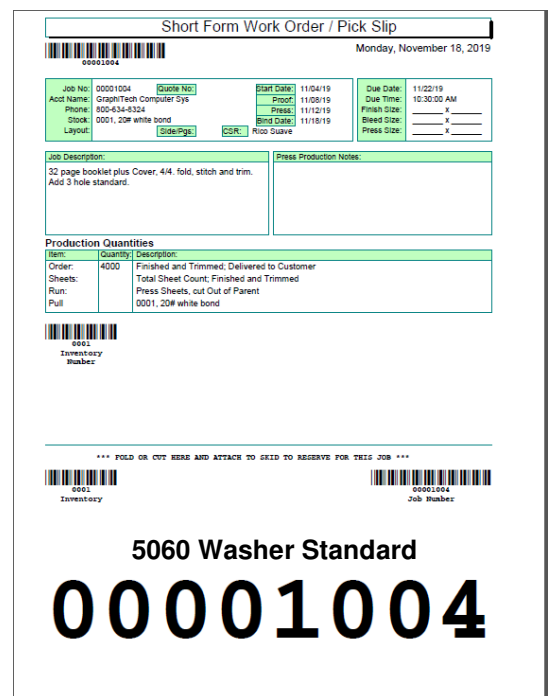 Short Form Work Order / Pick Slip
00001004
Monday, November 18, 2019
Job No: 00001004 Quote No: Start Date: 11/04/19 Due Date: 11/22/19
Acct Name: GraphiTech Computer Sys Proof: 11/08/19 Due Time: 10:30:00 AM
Phone: 800-634-8324 Press: 11/12/19 Finish Size: ______ x ______
Stock: 0001, 20# white bond Bind Date: 11/18/19 Bleed Size: ______ x ______
Layout: Side/Pgs: CSR: Rico Suave Press Size: ______ x ______
Job Description: Press Production Notes:
32 page booklet plus Cover, 4/4. fold, stitch and trim.
Add 3 hole standard.
Production Quantities
Item: Quantity: Description:
Order: 4000 Finished and Trimmed; Delivered to Customer
Sheets: Total Sheet Count; Finished and Trimmed
Run: Press Sheets, cut Out of Parent
Pull 0001, 20# white bond
0001
Inventory
Number
*** FOLD OR CUT HERE AND ATTACH TO SKID TO RESERVE FOR THIS JOB ***
0001 00001004
Inventory Job Number
5060 Washer Standard
00001004